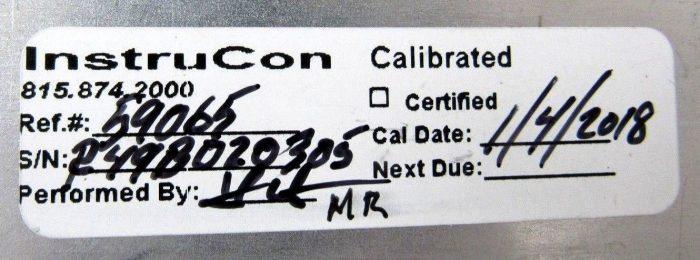 InstruCon
815.874.2000
Ref.#: 59065
S/N: 2498020305
Performed By:
MR
Calibrated
Certified
Cal Date: 1/4/2018
Next Due: